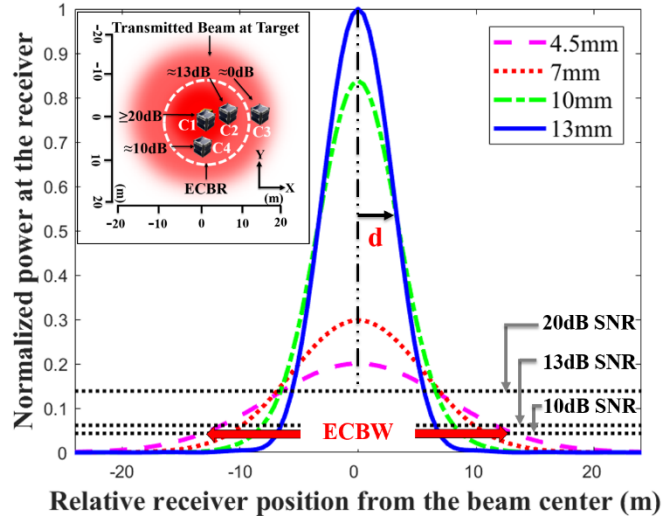 Transmitted Beam at Target
≈13dB
≈0dB
≥20dB
C1
C2
C3
≈10dB
C4
ECBR
Y
X
(m)
(m)
-20
-10
0
10
20
−20
−10
0
10
20
4.5mm
7mm
10mm
13mm
d
20dB SNR
13dB SNR
10dB SNR
ECBW
1
0.9
0.8
0.7
0.6
0.5
0.4
0.3
0.2
0.1
0
-20
-10
0
10
20
Normalized power at the receiver
Relative receiver position from the beam center (m)